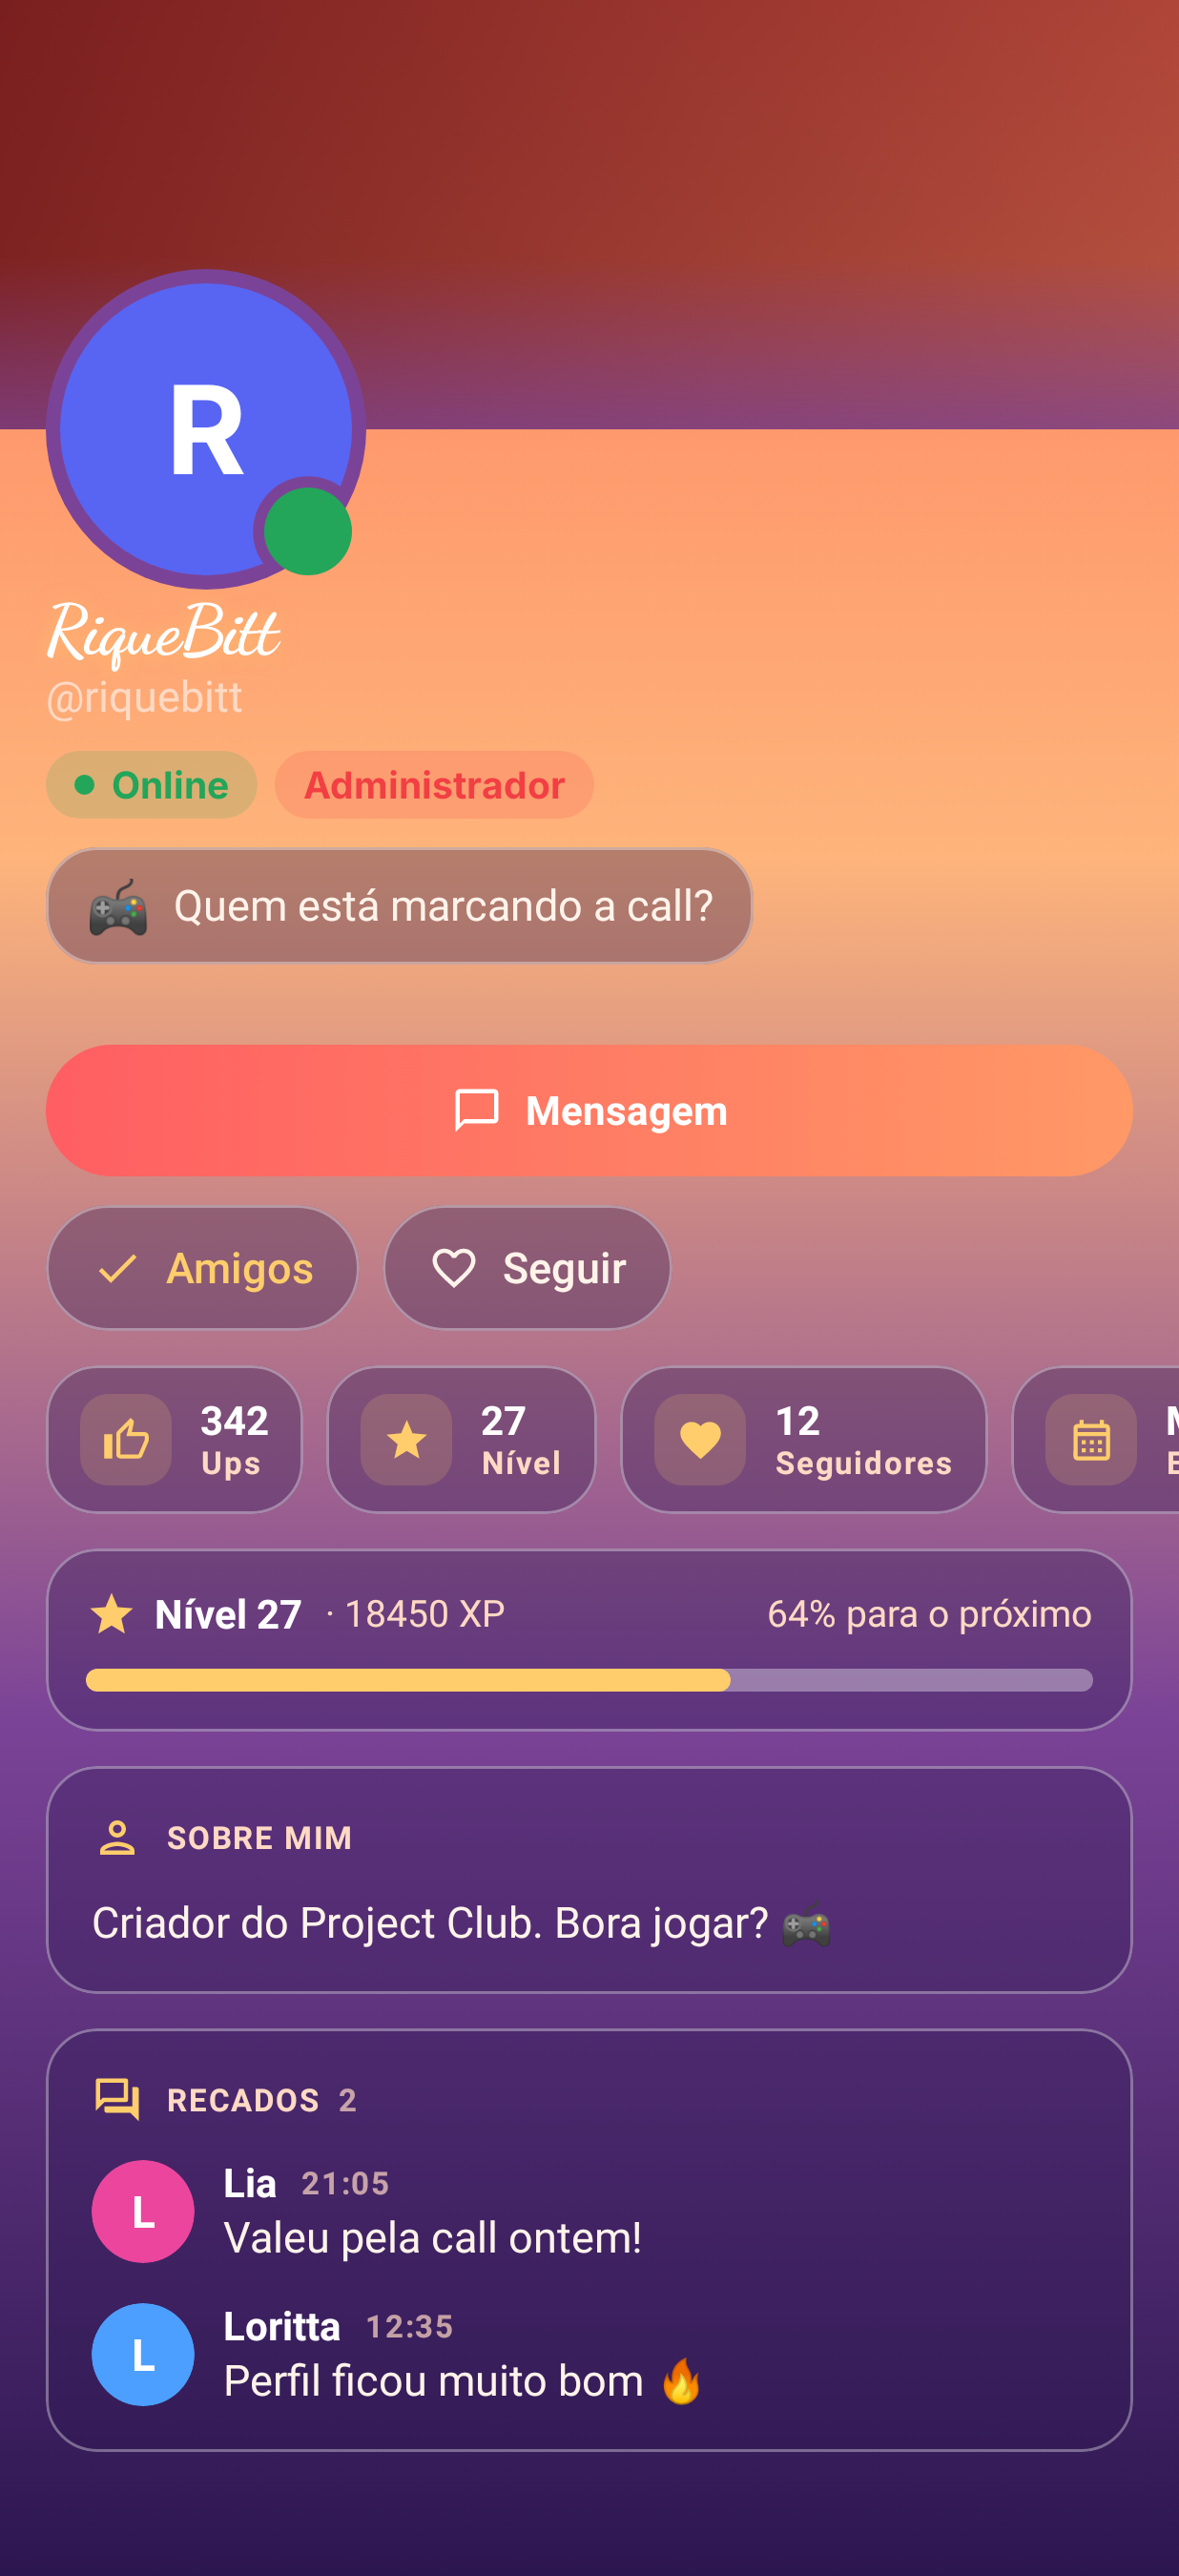 R
RiqueBitt
@riquebitt
Online
Administrador
🎮 Quem está marcando a call?
Mensagem
Amigos
Seguir
342
Ups
27
Nível
12
Seguidores
Nível 27 · 18450 XP
64% para o próximo
SOBRE MIM
Criador do Project Club. Bora jogar? 🎮
RECADOS 2
L
Lia 21:05
Valeu pela call ontem!
L
Loritta 12:35
Perfil ficou muito bom 🔥